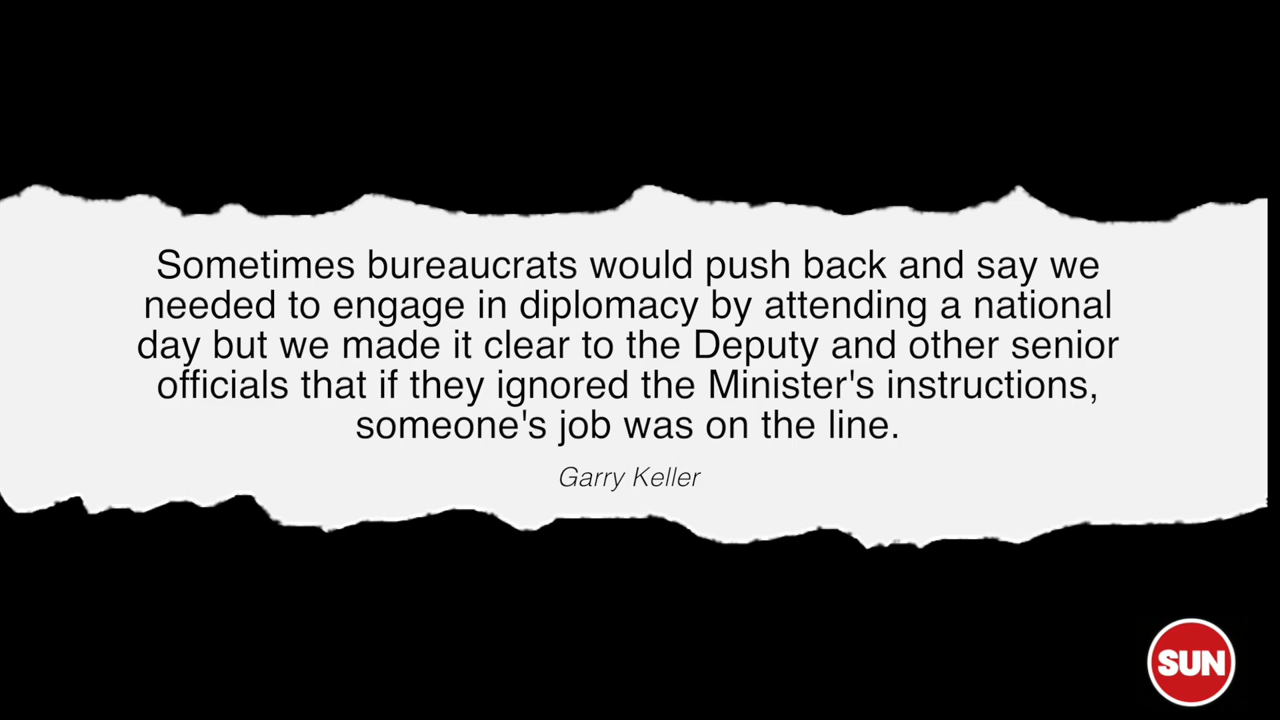 Sometimes bureaucrats would push back and say we
needed to engage in diplomacy by attending a national
day but we made it clear to the Deputy and other senior
officials that if they ignored the Minister's instructions,
someone's job was on the line.
Garry Keller
SUN